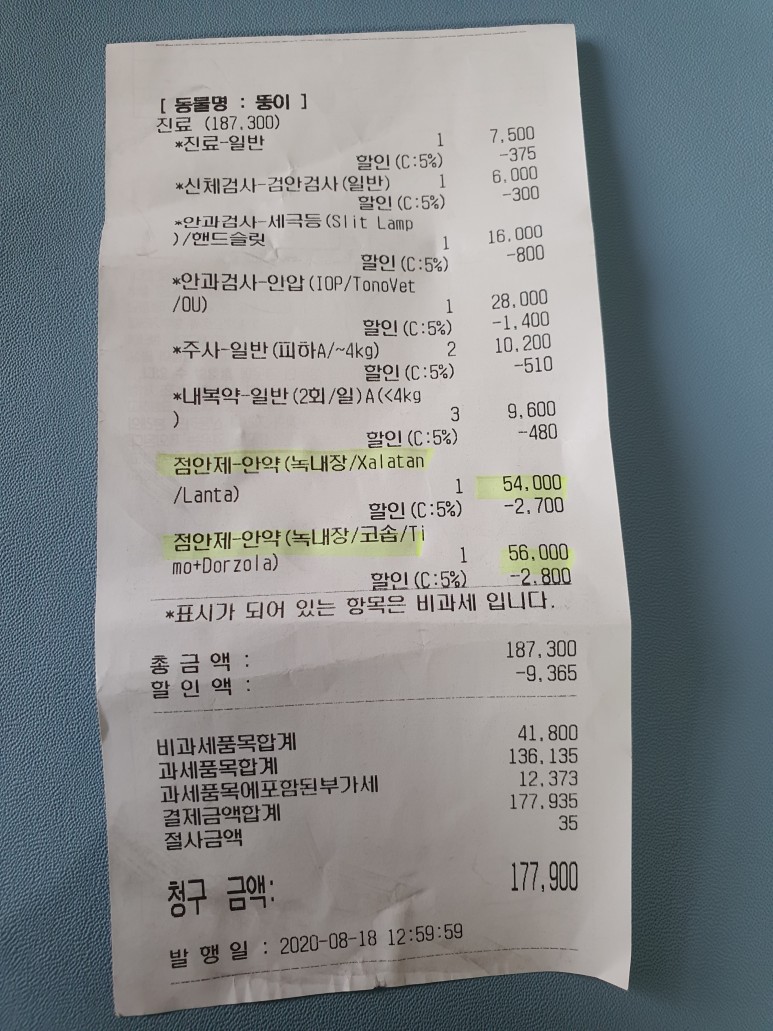 [ 동물명 : 뚱이 ]
진료 (187,300)
*진료-일반 1 7,500
할인(C:5%) -375
*신체검사-검안검사(일반) 1 6,000
할인(C:5%) -300
*안과검사-세극등(Slit Lamp
)/핸드슬릿 1 16,000
할인(C:5%) -800
*안과검사-안압(IOP/TonoVet
/OU) 1 28,000
할인(C:5%) -1,400
*주사-일반(피하A/~4kg) 2 10,200
할인(C:5%) -510
*내복약-일반(2회/일)A(<4kg
) 3 9,600
할인(C:5%) -480
점안제-안약(녹내장/Xalatan
/Lanta) 1 54,000
할인(C:5%) -2,700
점안제-안약(녹내장/코솝/Ti
mo+Dorzola) 1 56,000
할인(C:5%) -2,800
*표시가 되어 있는 항목은 비과세 입니다.
총 금 액 : 187,300
할 인 액 : -9,365
비과세품목합계 41,800
과세품목합계 136,135
과세품목에포함된부가세 12,373
결제금액합계 177,935
절사금액 35
청구 금액: 177,900
발 행 일 : 2020-08-18 12:59:59